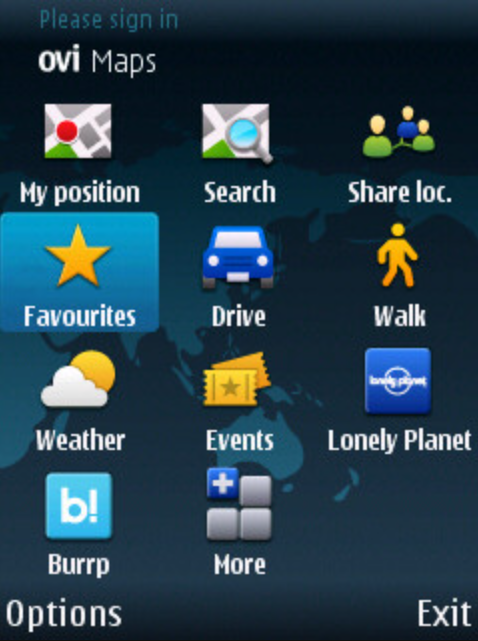 Please sign in
ovi Maps
My position Search Share loc.
Favourites Drive Walk
lonely planet
Weather Events Lonely Planet
b!
Burrp More
Options Exit